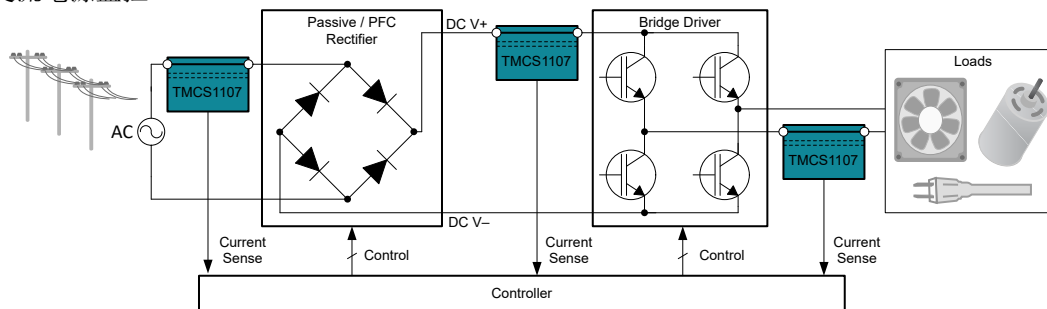 Passive / PFC
Rectifier
DC V+
Bridge Driver
Loads
TMCS1107
TMCS1107
TMCS1107
AC
DC V–
Current
Sense
Control
Current
Sense
Control
Current
Sense
Controller